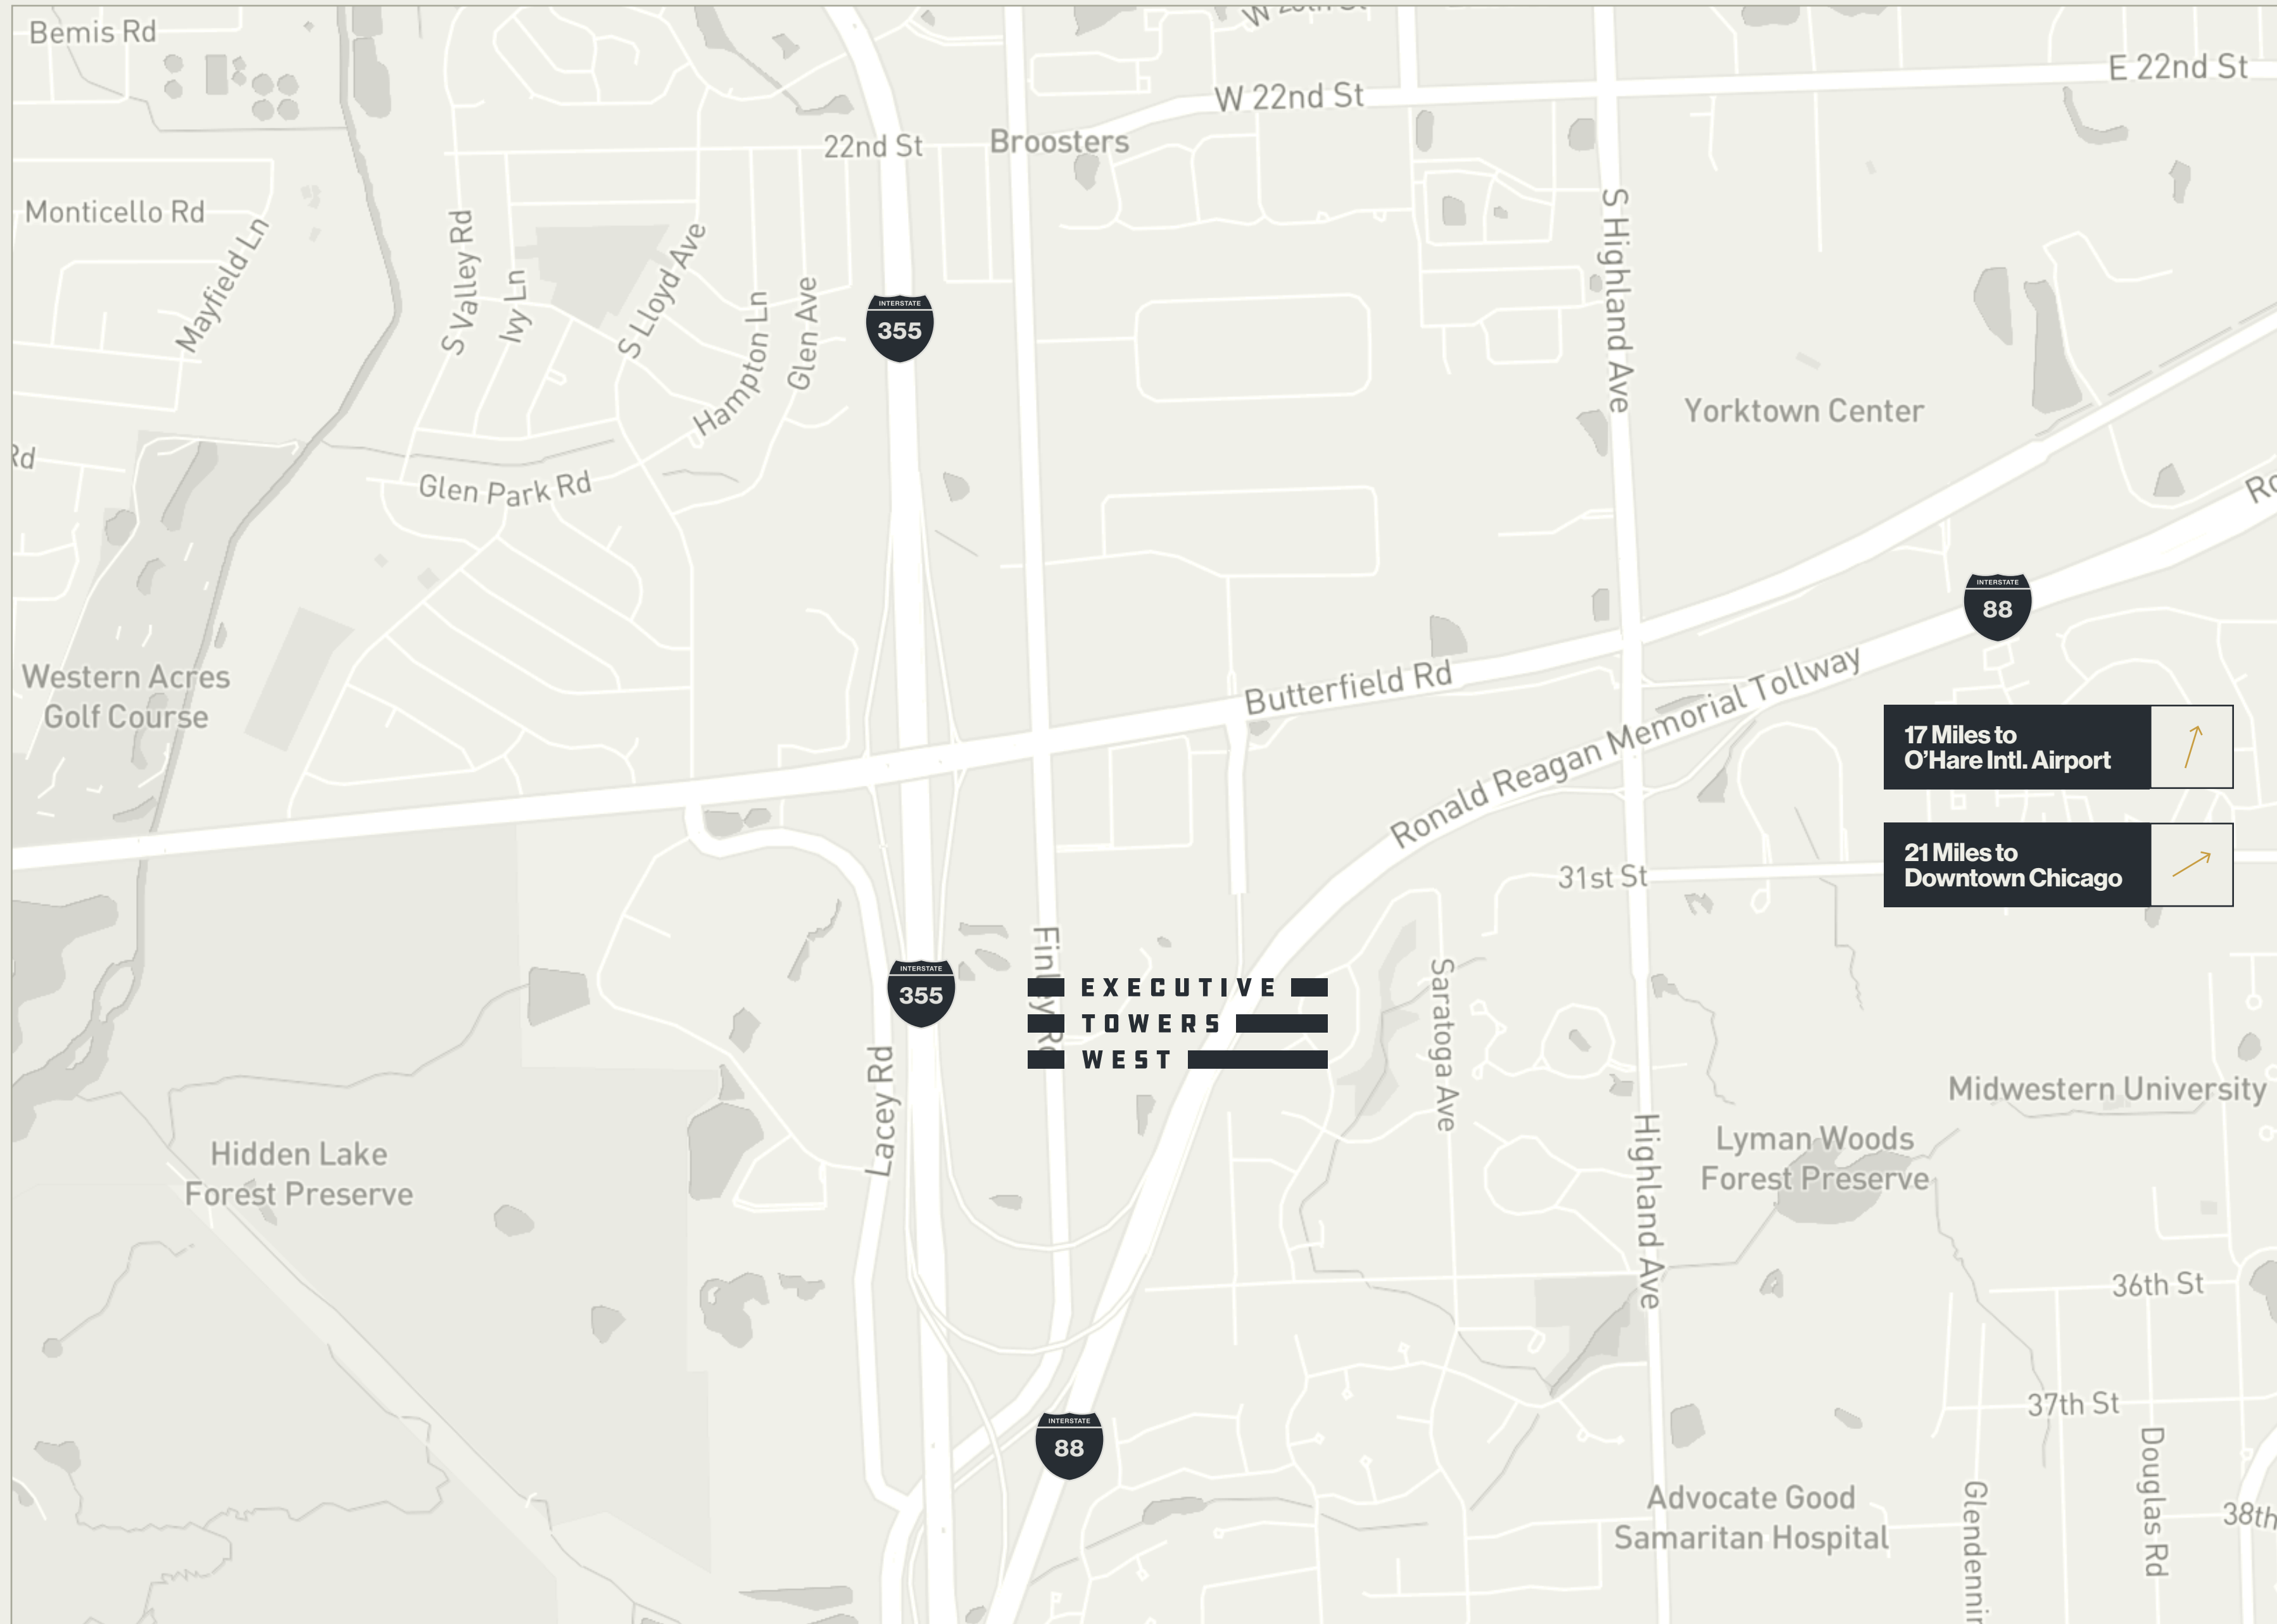 Bemis Rd
W 22nd St
E 22nd St
22nd St
Broosters
Monticello Rd
Mayfield Ln
S Valley Rd
Ivy Ln
S Lloyd Ave
Hampton Ln
Glen Ave
S Highland Ave
INTERSTATE
355
Yorktown Center
Rd
Glen Park Rd
INTERSTATE
88
Western Acres
Golf Course
Butterfield Rd
Ronald Reagan Memorial Tollway
17 Miles to
O’Hare Intl. Airport
21 Miles to
Downtown Chicago
31st St
Finley Rd
INTERSTATE
355
EXECUTIVE
TOWERS
WEST
Saratoga Ave
Lacey Rd
Midwestern University
Hidden Lake
Forest Preserve
Highland Ave
Lyman Woods
Forest Preserve
36th St
37th St
INTERSTATE
88
Douglas Rd
Advocate Good
Samaritan Hospital
38th